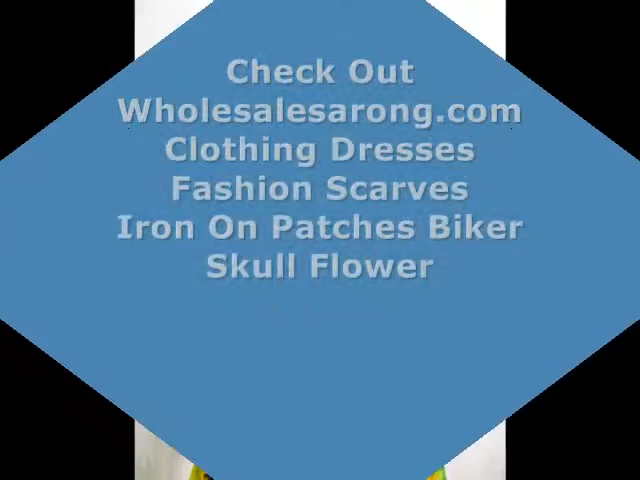 Check Out
Wholesalesarong.com
Clothing Dresses
Fashion Scarves
Iron On Patches Biker
Skull Flower